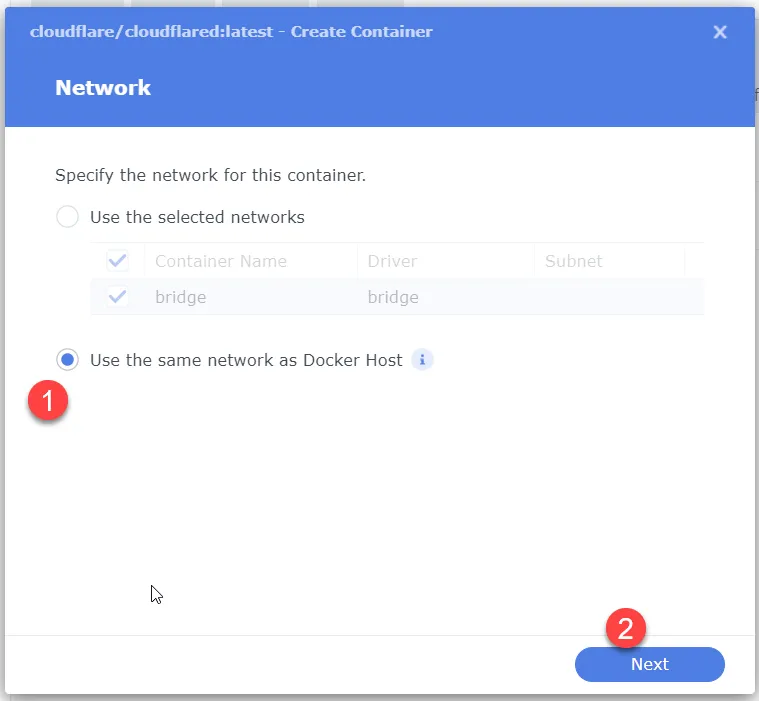 cloudflare/cloudflared:latest - Create Container
Network
Specify the network for this container.
Use the selected networks
Container Name Driver Subnet
bridge bridge
Use the same network as Docker Host i
1
2
Next